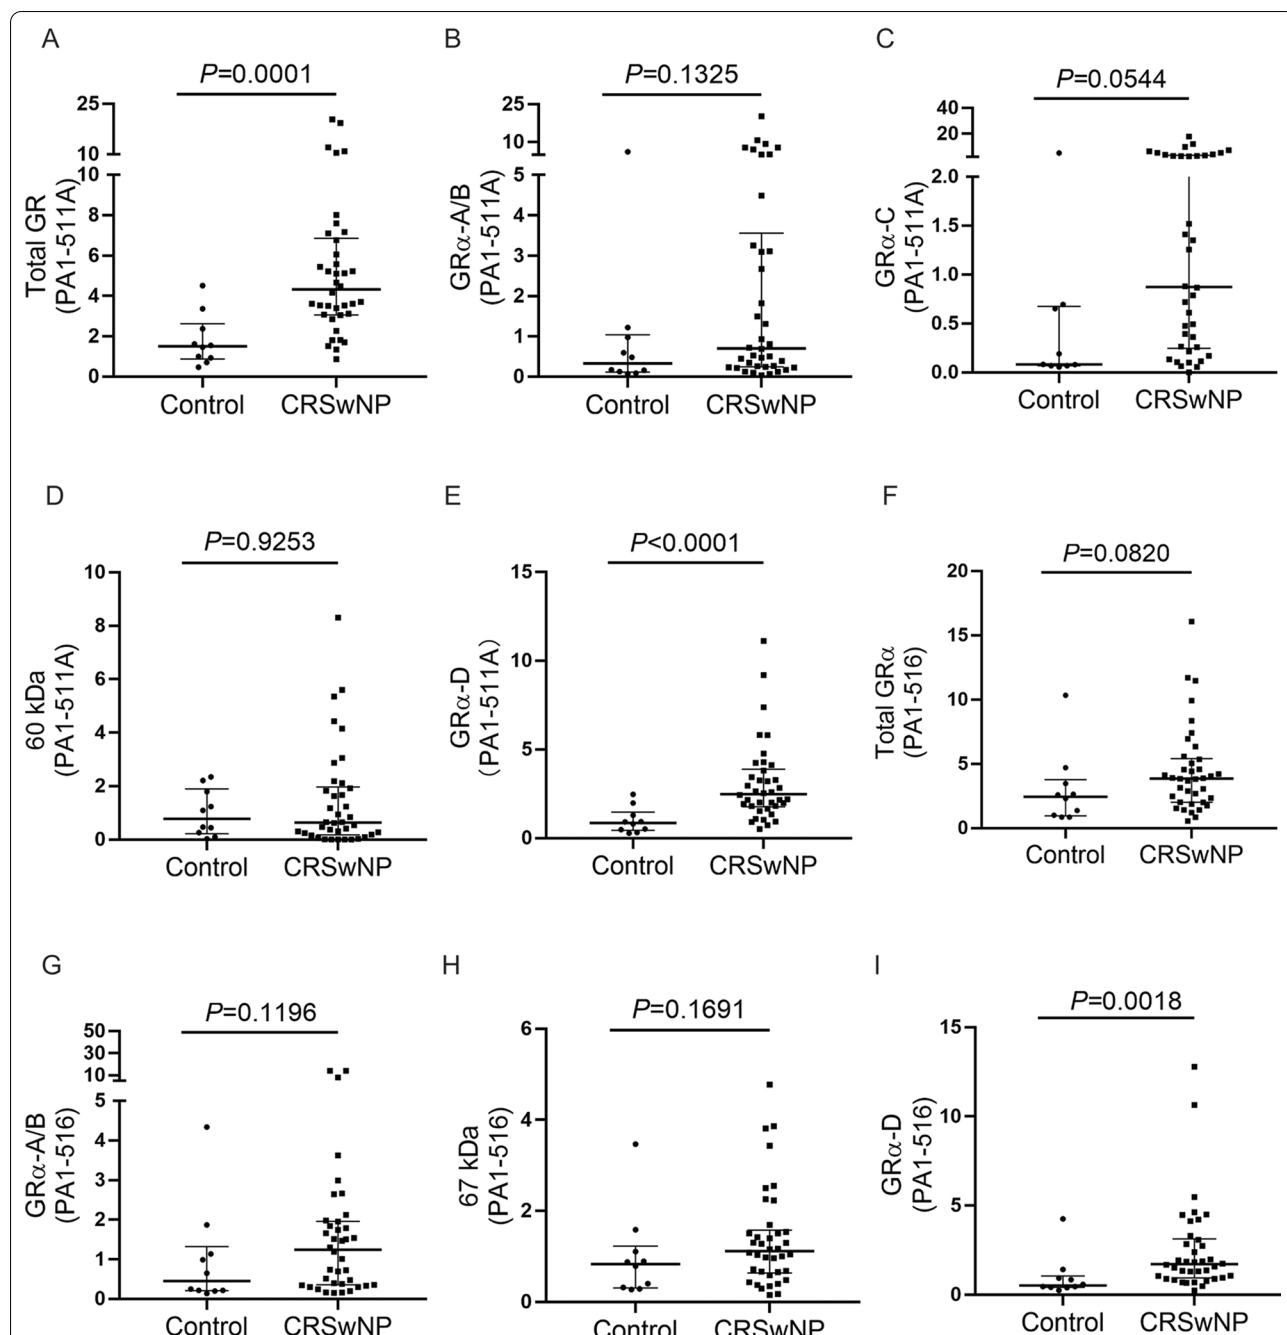 A
P=0.0001
25
10
10
8
6
4
2
0
Total GR
(PA1-511A)
Control
CRSwNP
B
P=0.1325
25
10
5
4
3
2
1
0
GRα-A/B
(PA1-511A)
Control
CRSwNP
C
P=0.0544
40
20
2.0
1.0
0.5
0.0
GRα-C
(PA1-511A)
Control
CRSwNP
D
P=0.9253
10
8
6
4
2
0
60 kDa
(PA1-511A)
Control
CRSwNP
E
P<0.0001
15
10
5
0
GRα-D
(PA1-511A)
Control
CRSwNP
F
P=0.0820
20
15
10
5
0
Total GRα
(PA1-516)
Control
CRSwNP
G
P=0.1196
50
30
10
5
4
3
2
1
0
GRα-A/B
(PA1-516)
Control
CRSwNP
H
P=0.1691
6
4
2
0
67 kDa
(PA1-516)
Control
CRSwNP
I
P=0.0018
15
10
5
0
GRα-D
(PA1-516)
Control
CRSwNP